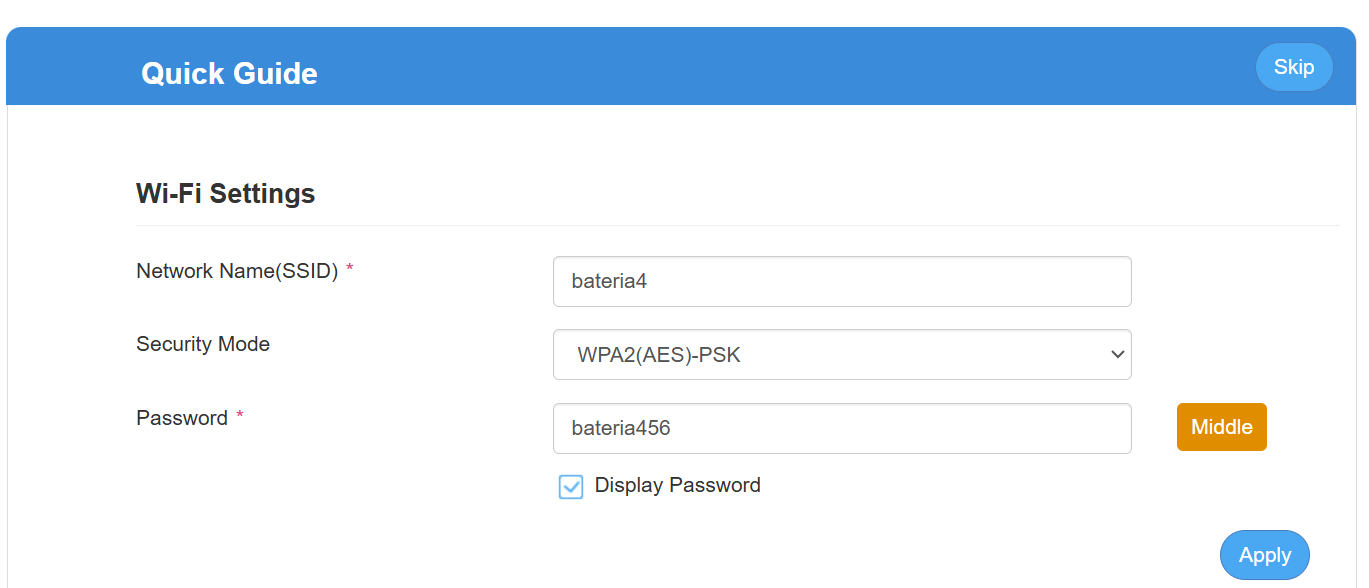 Quick Guide
Skip
Wi-Fi Settings
Network Name(SSID) *
bateria4
Security Mode
WPA2(AES)-PSK
Password *
bateria456
Middle
Display Password
Apply